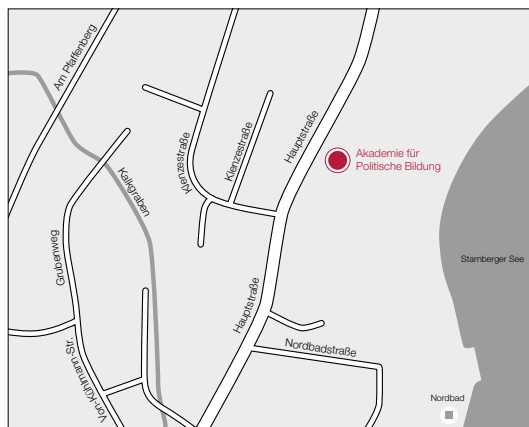 Am Pfaffenberg
Klenzestraße
Klenzestraße
Hauptstraße
Akademie für
Politische Bildung
Kalkgraben
Grubenweg
Starnberger See
Hauptstraße
Nordbadstraße
Von-Kühlmann-Str.
Nordbad